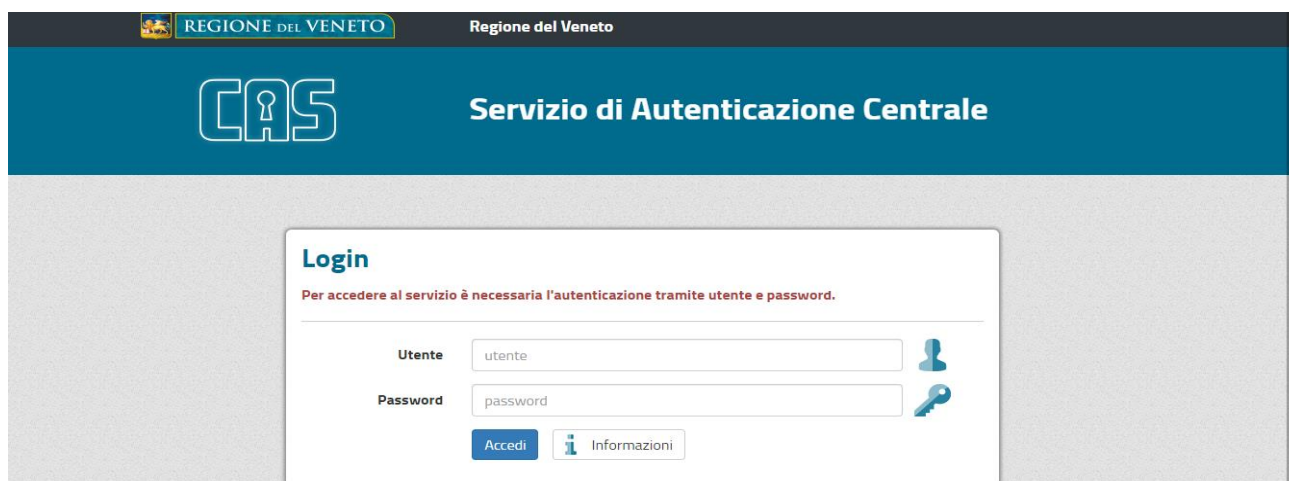 REGIONE DEL VENETO Regione del Veneto
CAS Servizio di Autenticazione Centrale
Login
Per accedere al servizio è necessaria l'autenticazione tramite utente e password.
Utente utente
Password password
Accedi Informazioni